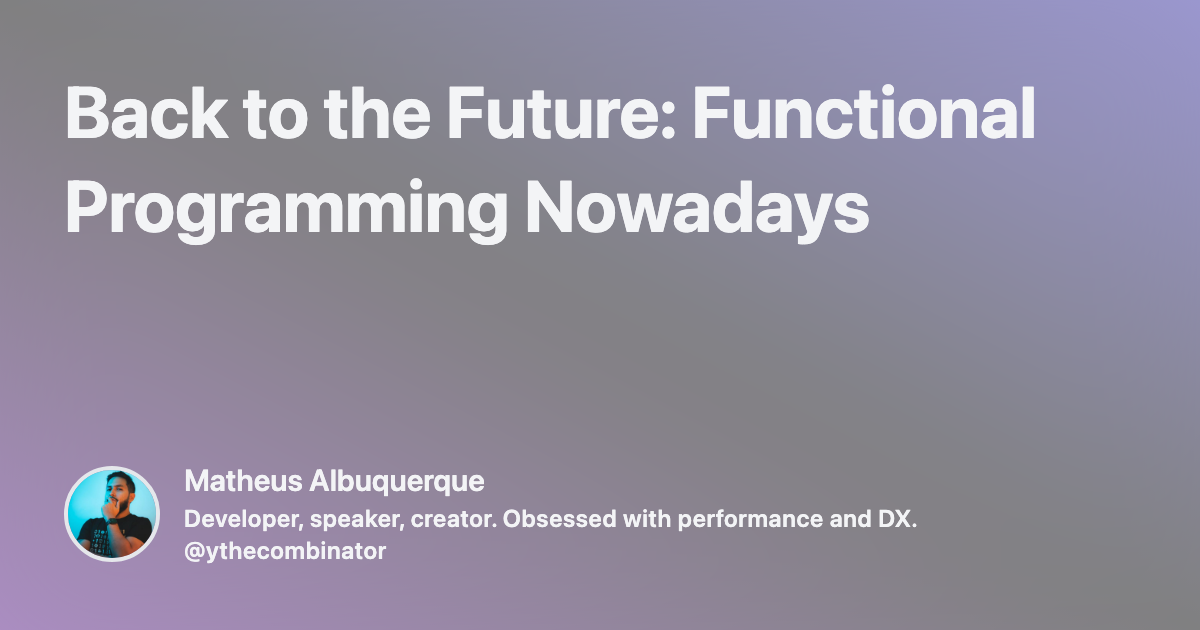 Back to the Future: Functional
Programming Nowadays
Matheus Albuquerque
Developer, speaker, creator. Obsessed with performance and DX.
@ythecombinator